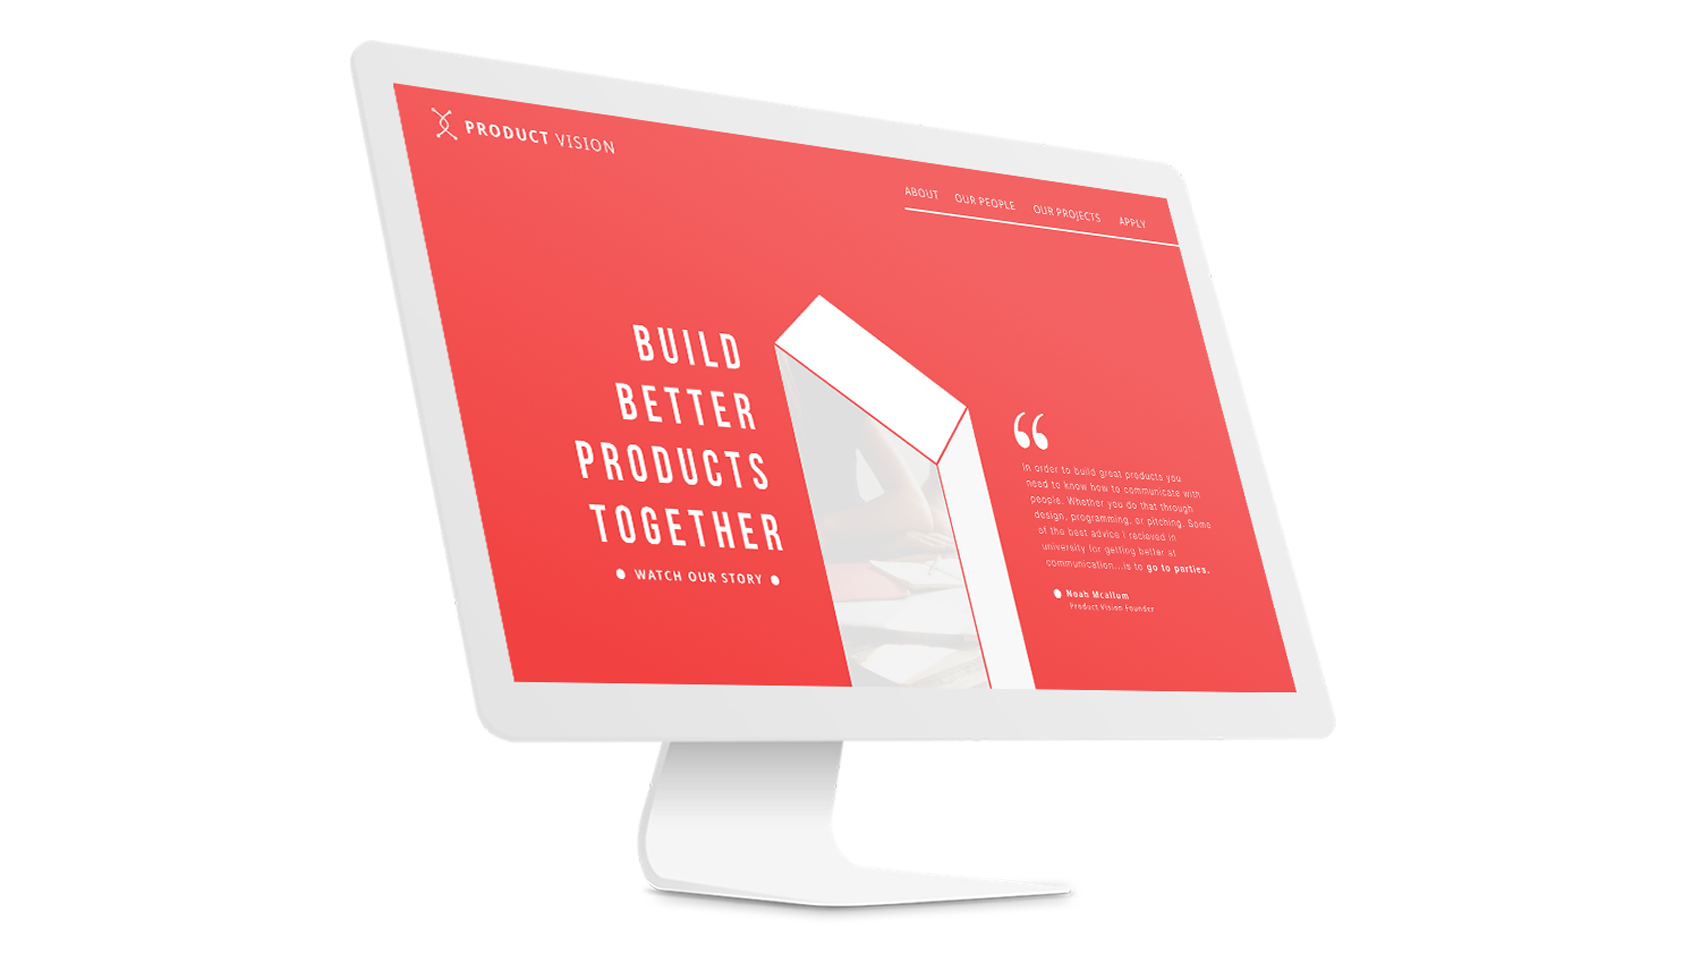 PRODUCT VISION
ABOUT OUR PEOPLE OUR PROJECTS APPLY
BUILD
BETTER
PRODUCTS
TOGETHER
WATCH OUR STORY
“
In order to build great products you
need to know how to communicate with
people. Whether you do that through
design, programming, or pitching. Some
of the best advice I recieved in
university for getting better at
communication...is to go to parties.
Noah Mcallum
Product Vision Founder